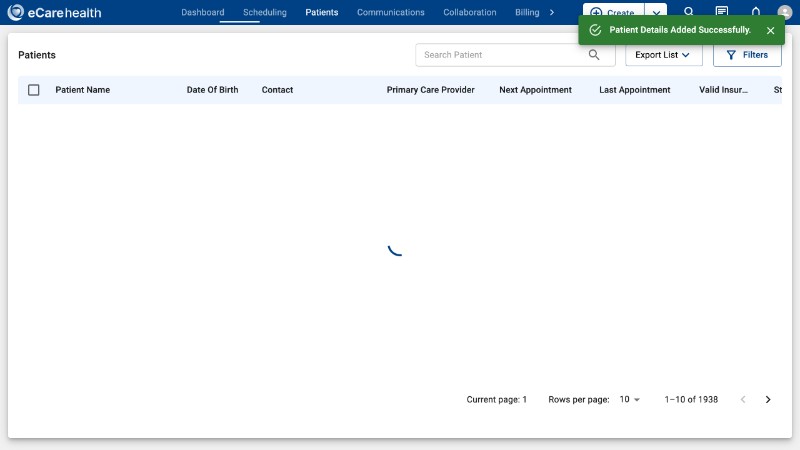 eCarehealth
Dashboard Scheduling Patients Communications Collaboration Billing
Create
Patient Details Added Successfully.
Patients
Search Patient
Export List
Filters
Patient Name Date Of Birth Contact Primary Care Provider Next Appointment Last Appointment Valid Insur... St
Current page: 1 Rows per page: 10 1–10 of 1938